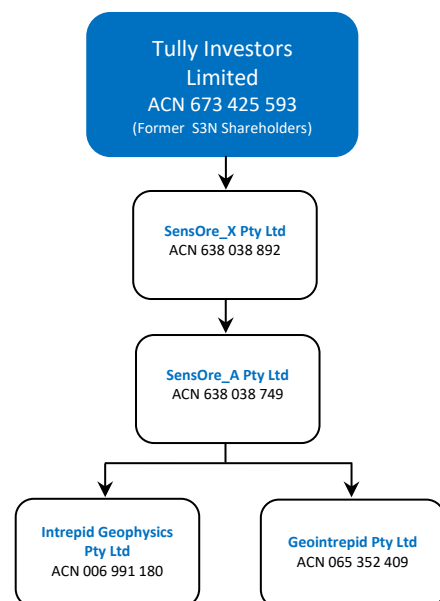 Tully Investors
Limited
ACN 673 425 593
(Former S3N Shareholders)
SensOre_X Pty Ltd
ACN 638 038 892
SensOre_A Pty Ltd
ACN 638 038 749
Intrepid Geophysics
Pty Ltd
ACN 006 991 180
Geointrepid Pty Ltd
ACN 065 352 409